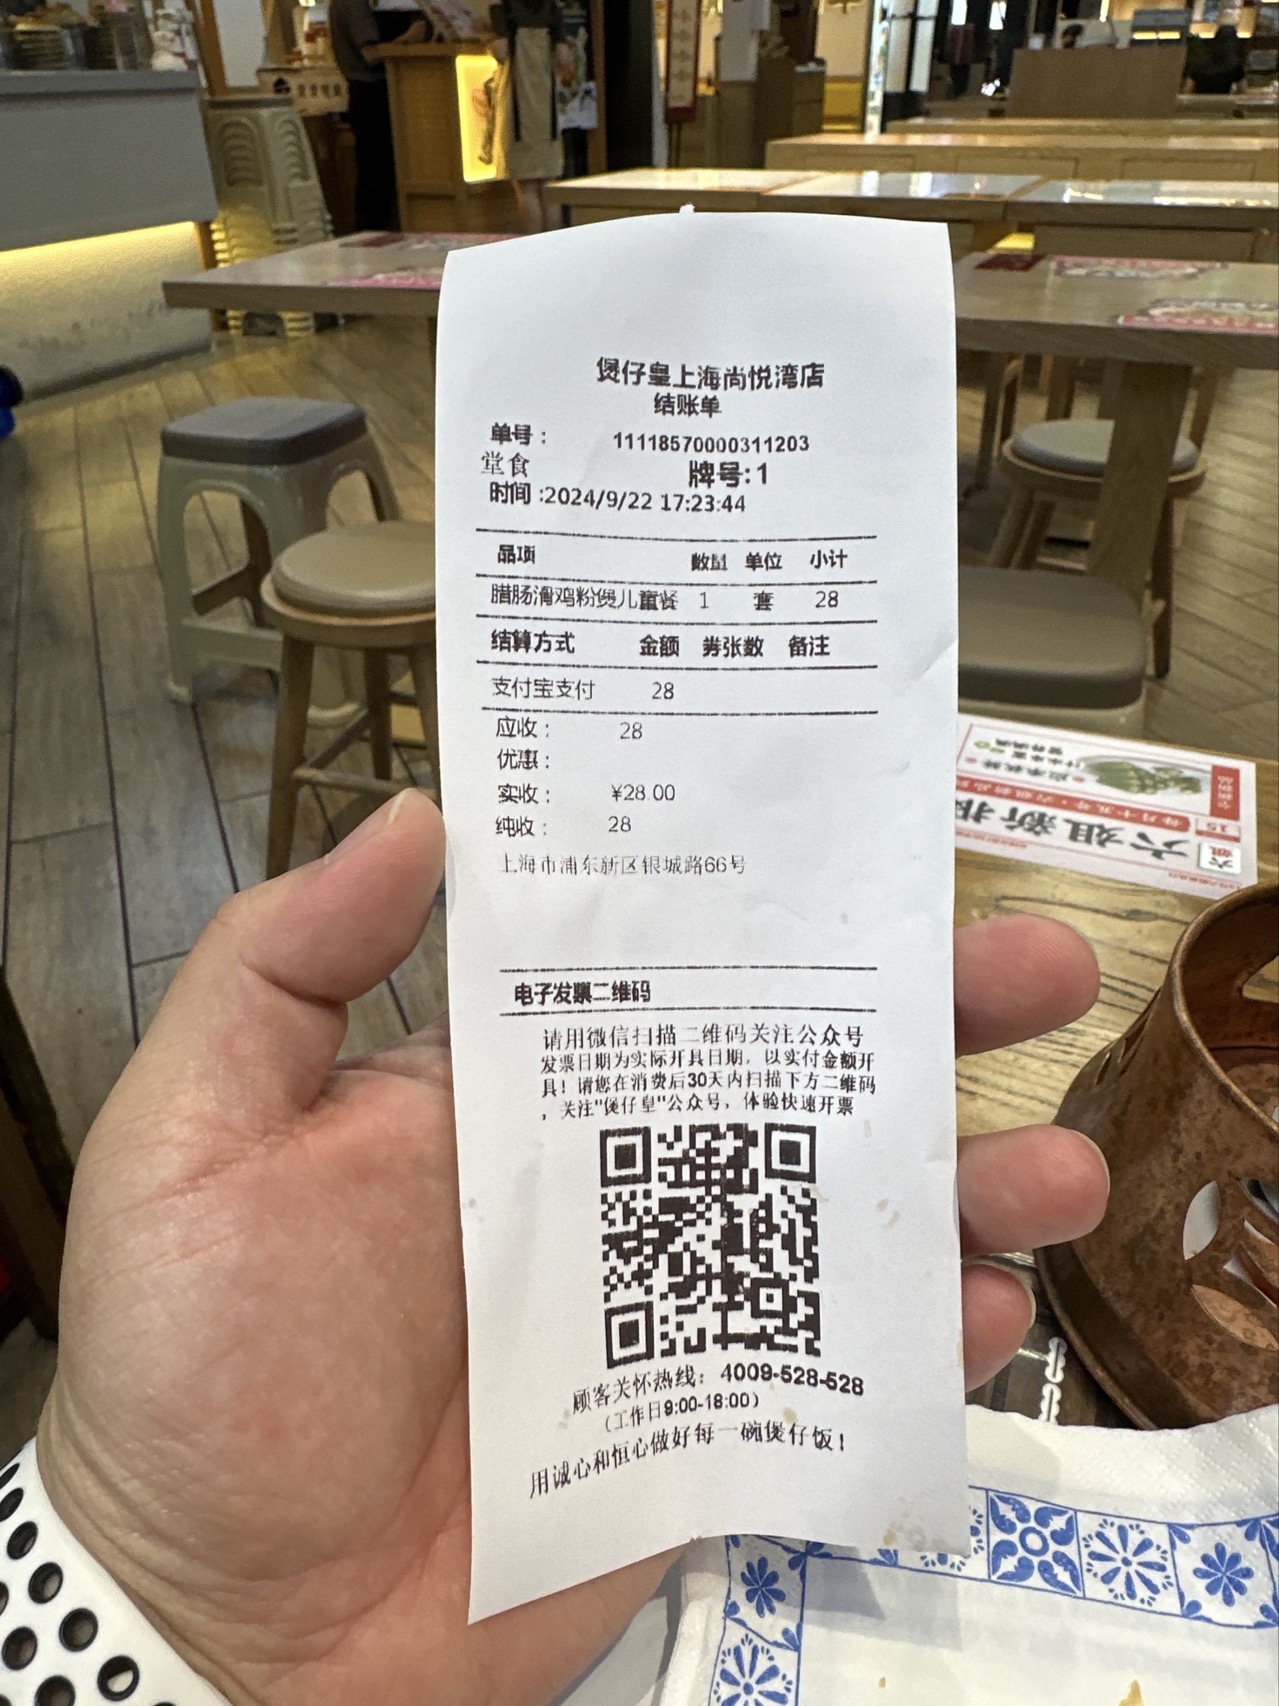 煲仔皇上海尚悦湾店
结账单
单号： 11118570000311203
堂食 牌号:1
时间:2024/9/22 17:23:44
品项 数量 单位 小计
腊肠滑鸡粉煲儿童餐 1 套 28
结算方式 金额 券张数 备注
支付宝支付 28
应收： 28
优惠：
实收： ¥28.00
纯收： 28
上海市浦东新区银城路66号
电子发票二维码
请用微信扫描二维码关注公众号
发票日期为实际开具日期，以实付金额开
具！请您在消费后30天内扫描下方二维码
，关注"煲仔皇"公众号，体验快速开票
顾客关怀热线：4009-528-528
（工作日9:00-18:00）
用诚心和恒心做好每一碗煲仔饭！
六姐新报